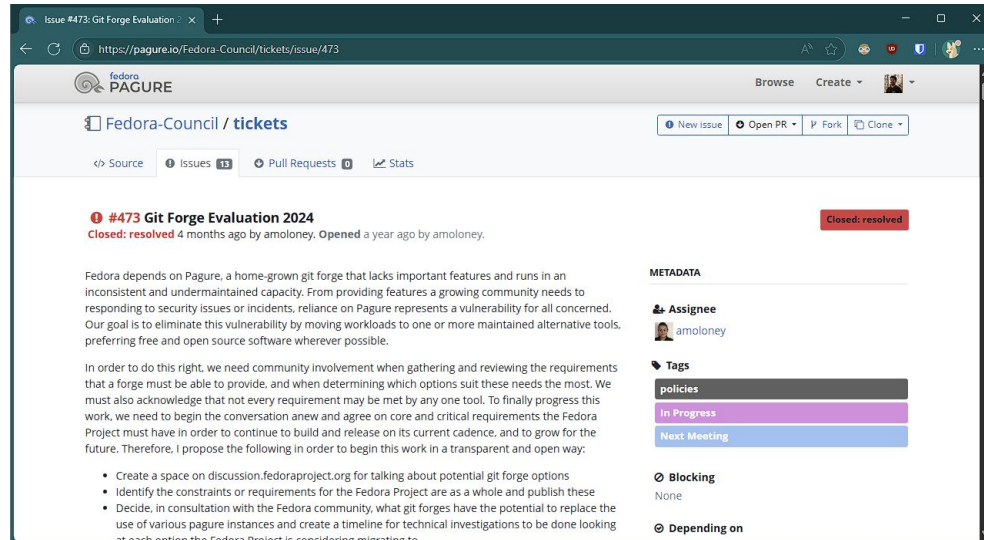 Issue #473: Git Forge Evaluation 2
https://pagure.io/Fedora-Council/tickets/issue/473
fedora
PAGURE
Browse Create
Fedora-Council / tickets
New issue Open PR Fork Clone
Source Issues 13 Pull Requests 0 Stats
#473 Git Forge Evaluation 2024
Closed: resolved
Closed: resolved 4 months ago by amoloney. Opened a year ago by amoloney.
Fedora depends on Pagure, a home-grown git forge that lacks important features and runs in an
inconsistent and undermaintained capacity. From providing features a growing community needs to
responding to security issues or incidents, reliance on Pagure represents a vulnerability for all concerned.
Our goal is to eliminate this vulnerability by moving workloads to one or more maintained alternative tools,
preferring free and open source software wherever possible.
In order to do this right, we need community involvement when gathering and reviewing the requirements
that a forge must be able to provide, and when determining which options suit these needs the most. We
must also acknowledge that not every requirement may be met by any one tool. To finally progress this
work, we need to begin the conversation anew and agree on core and critical requirements the Fedora
Project must have in order to continue to build and release on its current cadence, and to grow for the
future. Therefore, I propose the following in order to begin this work in a transparent and open way:
• Create a space on discussion.fedoraproject.org for talking about potential git forge options
• Identify the constraints or requirements for the Fedora Project are as a whole and publish these
• Decide, in consultation with the Fedora community, what git forges have the potential to replace the
use of various pagure instances and create a timeline for technical investigations to be done looking
at each option the Fedora Project is considering migrating to
METADATA
Assignee
amoloney
Tags
policies
In Progress
Next Meeting
Blocking
None
Depending on